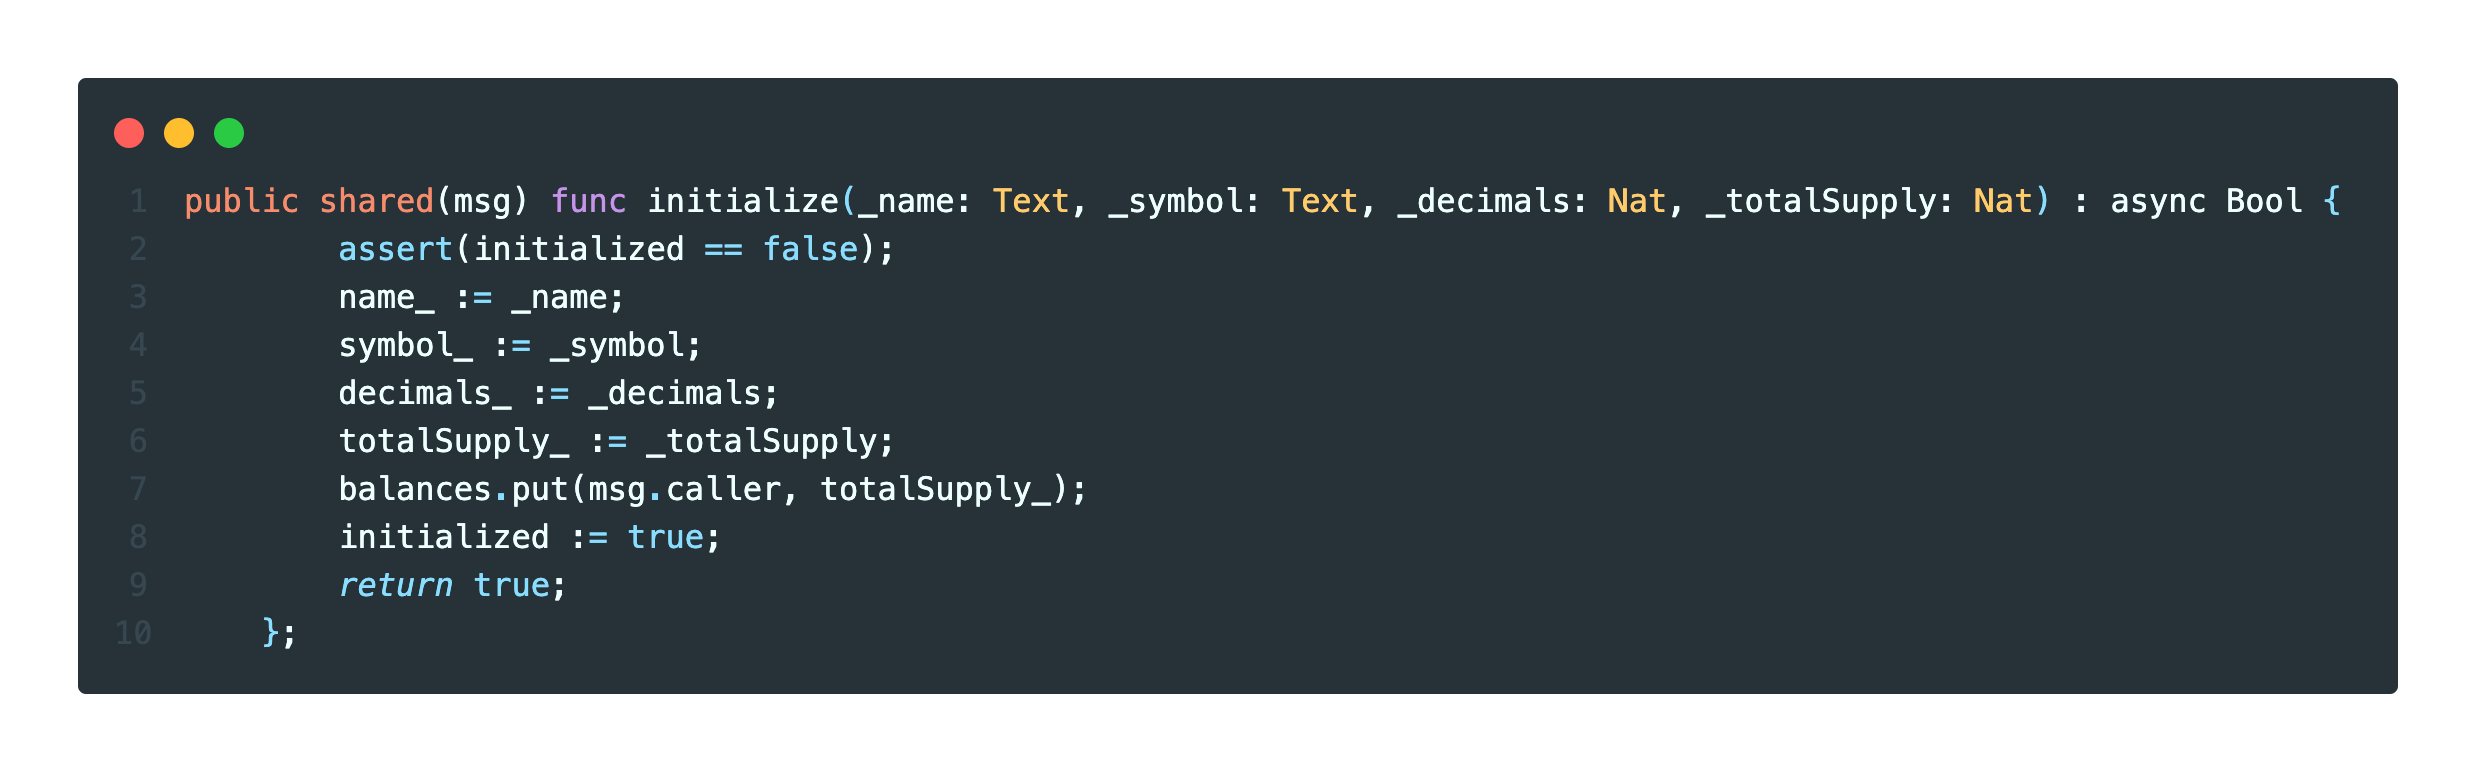 1 public shared(msg) func initialize(_name: Text, _symbol: Text, _decimals: Nat, _totalSupply: Nat) : async Bool {
2         assert(initialized == false);
3         name_ := _name;
4         symbol_ := _symbol;
5         decimals_ := _decimals;
6         totalSupply_ := _totalSupply;
7         balances.put(msg.caller, totalSupply_);
8         initialized := true;
9         return true;
10     };